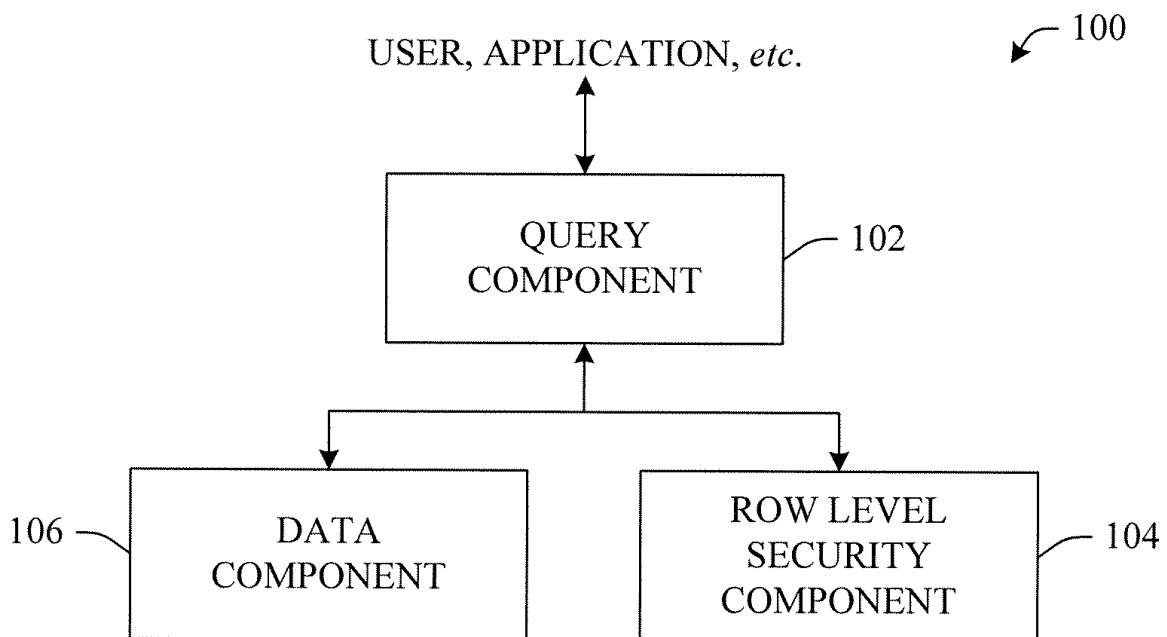 100
USER, APPLICATION, etc.
QUERY
COMPONENT
102
DATA
COMPONENT
106
ROW LEVEL
SECURITY
COMPONENT
104